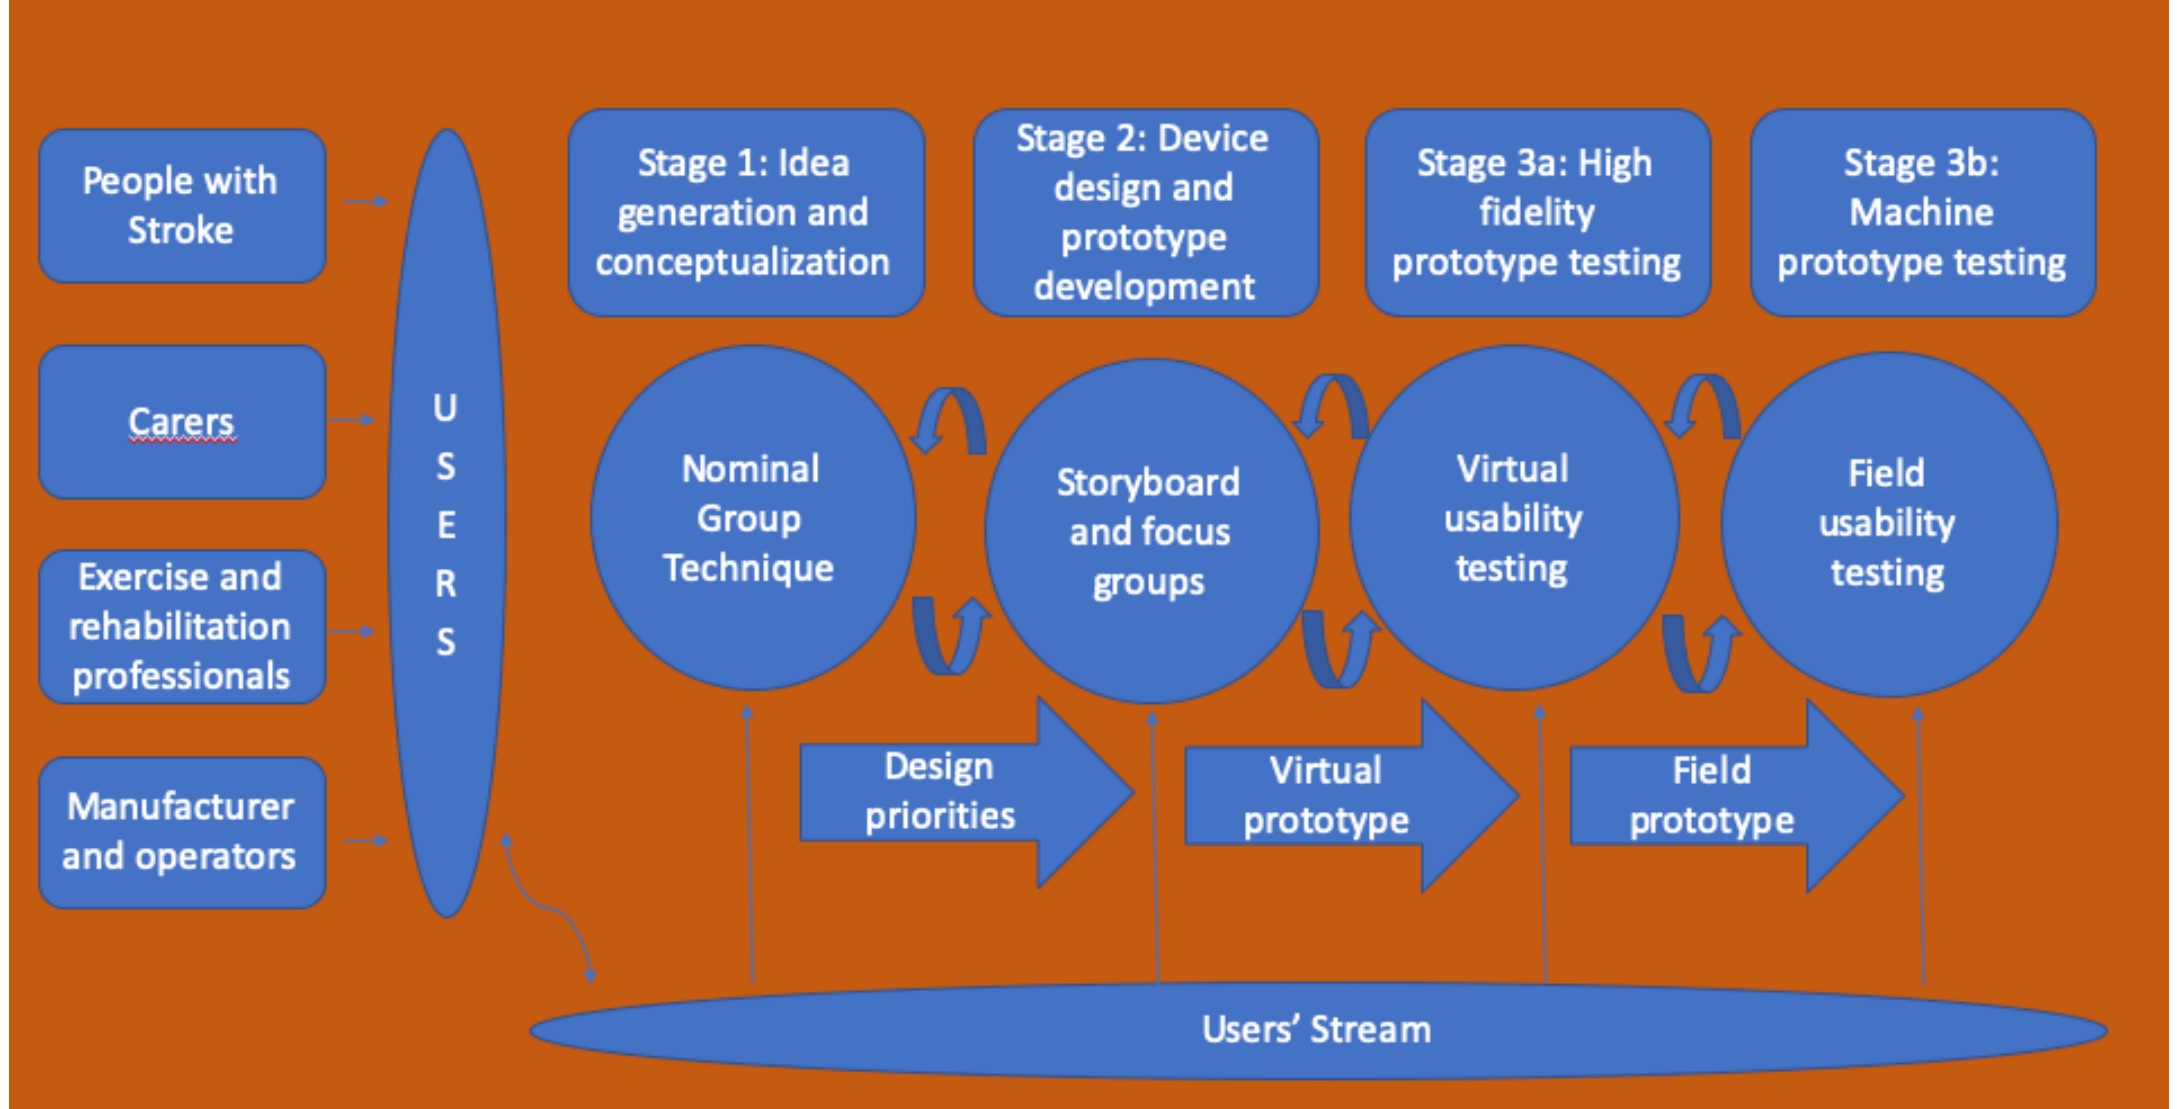 People with
Stroke
Carers
Exercise and
rehabilitation
professionals
Manufacturer
and operators
U
S
E
R
S
Stage 1: Idea
generation and
conceptualization
Stage 2: Device
design and
prototype
development
Stage 3a: High
fidelity
prototype testing
Stage 3b:
Machine
prototype testing
Nominal
Group
Technique
Storyboard
and focus
groups
Virtual
usability
testing
Field
usability
testing
Design
priorities
Virtual
prototype
Field
prototype
Users’ Stream